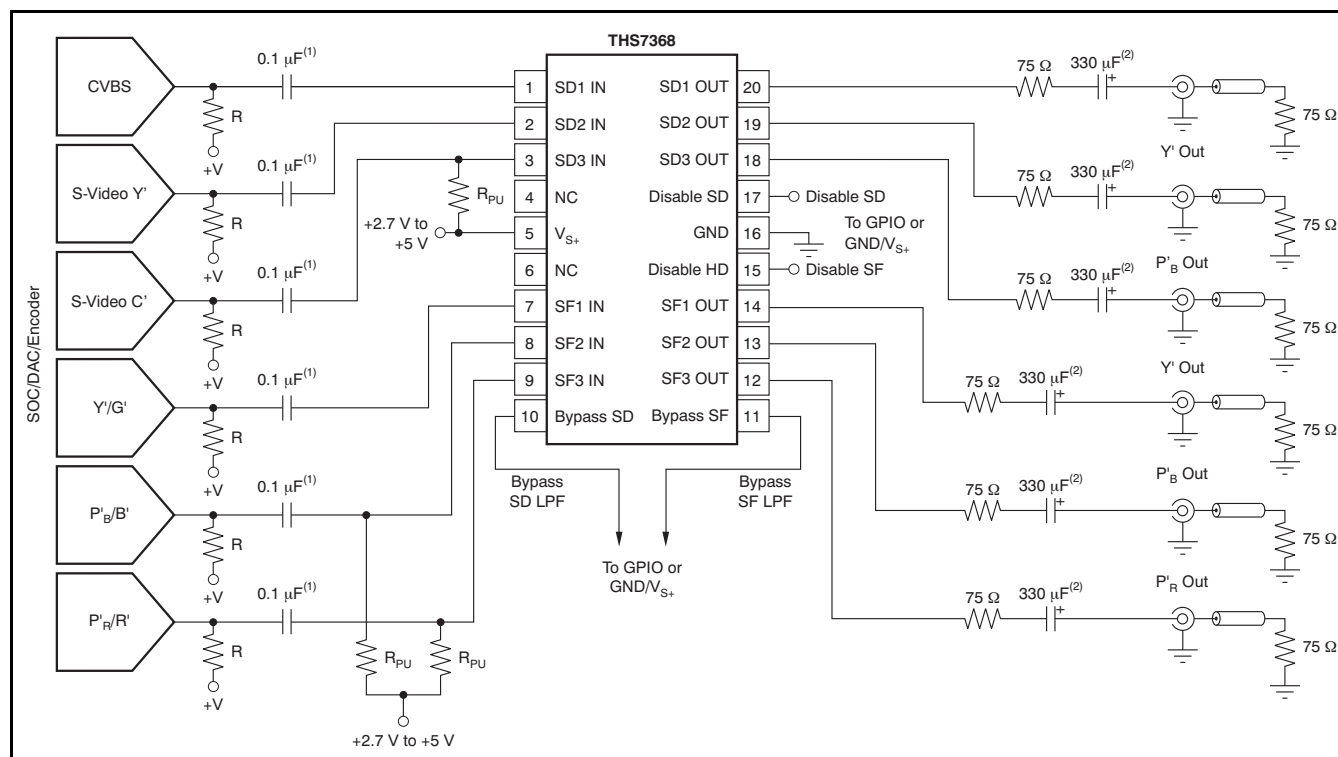 THS7368
SOC/DAC/Encoder
CVBS
0.1 μF(1)
R
+V
S-Video Y'
0.1 μF(1)
R
+V
S-Video C'
0.1 μF(1)
R
+V
Y'/G'
0.1 μF(1)
R
+V
P'B/B'
0.1 μF(1)
R
+V
P'R/R'
0.1 μF(1)
R
+V
RPU
+2.7 V to
+5 V
RPU
RPU
+2.7 V to +5 V
1 SD1 IN
2 SD2 IN
3 SD3 IN
4 NC
5 VS+
6 NC
7 SF1 IN
8 SF2 IN
9 SF3 IN
10 Bypass SD
SD1 OUT 20
SD2 OUT 19
SD3 OUT 18
Disable SD 17
GND 16
Disable HD 15
SF1 OUT 14
SF2 OUT 13
SF3 OUT 12
Bypass SF 11
Bypass
SD LPF
Bypass
SF LPF
To GPIO or
GND/VS+
Disable SD
To GPIO or
GND/VS+
Disable SF
75 Ω
330 μF(2)
+
75 Ω
Y' Out
75 Ω
330 μF(2)
+
75 Ω
P'B Out
75 Ω
330 μF(2)
+
75 Ω
Y' Out
75 Ω
330 μF(2)
+
75 Ω
P'B Out
75 Ω
330 μF(2)
+
75 Ω
P'R Out
75 Ω
330 μF(2)
+
75 Ω